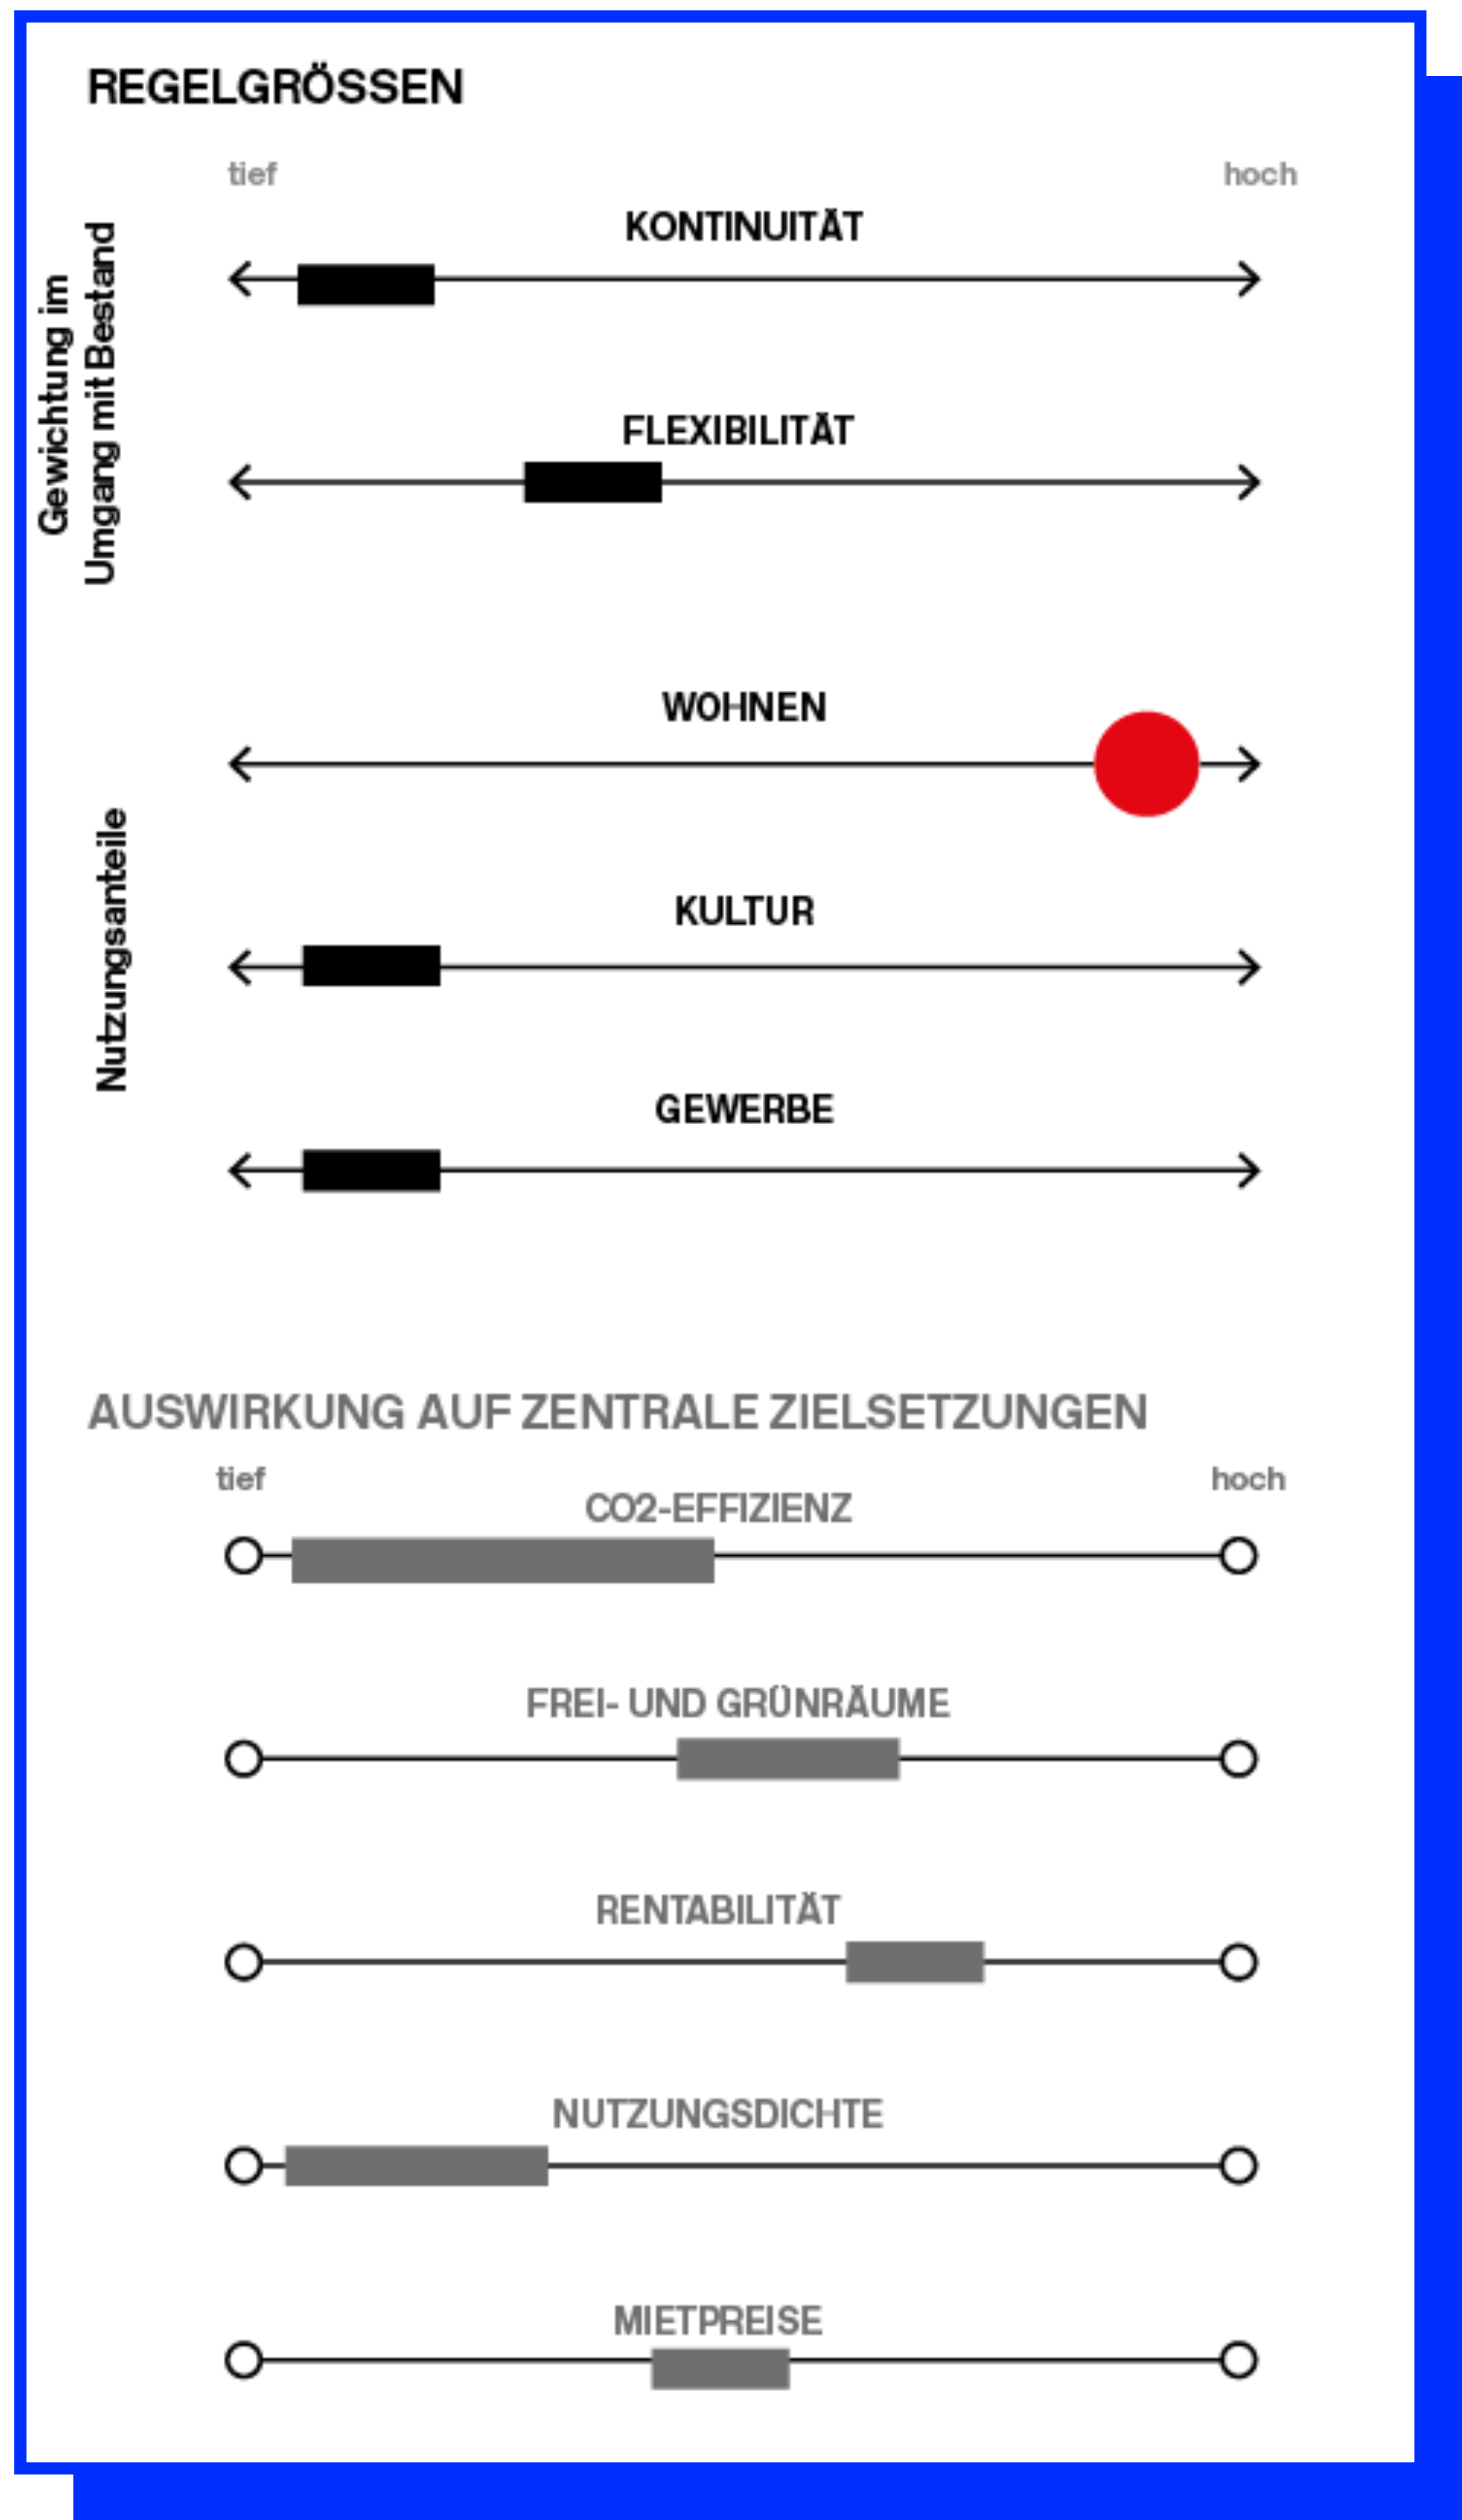 REGELGRÖSSEN
tief
hoch
Gewichtung im
Umgang mit Bestand
KONTINUITÄT
FLEXIBILITÄT
Nutzungsanteile
WOHNEN
KULTUR
GEWERBE
AUSWIRKUNG AUF ZENTRALE ZIELSETZUNGEN
tief
hoch
CO2-EFFIZIENZ
FREI- UND GRÜNRÄUME
RENTABILITÄT
NUTZUNGSDICHTE
MIETPREISE